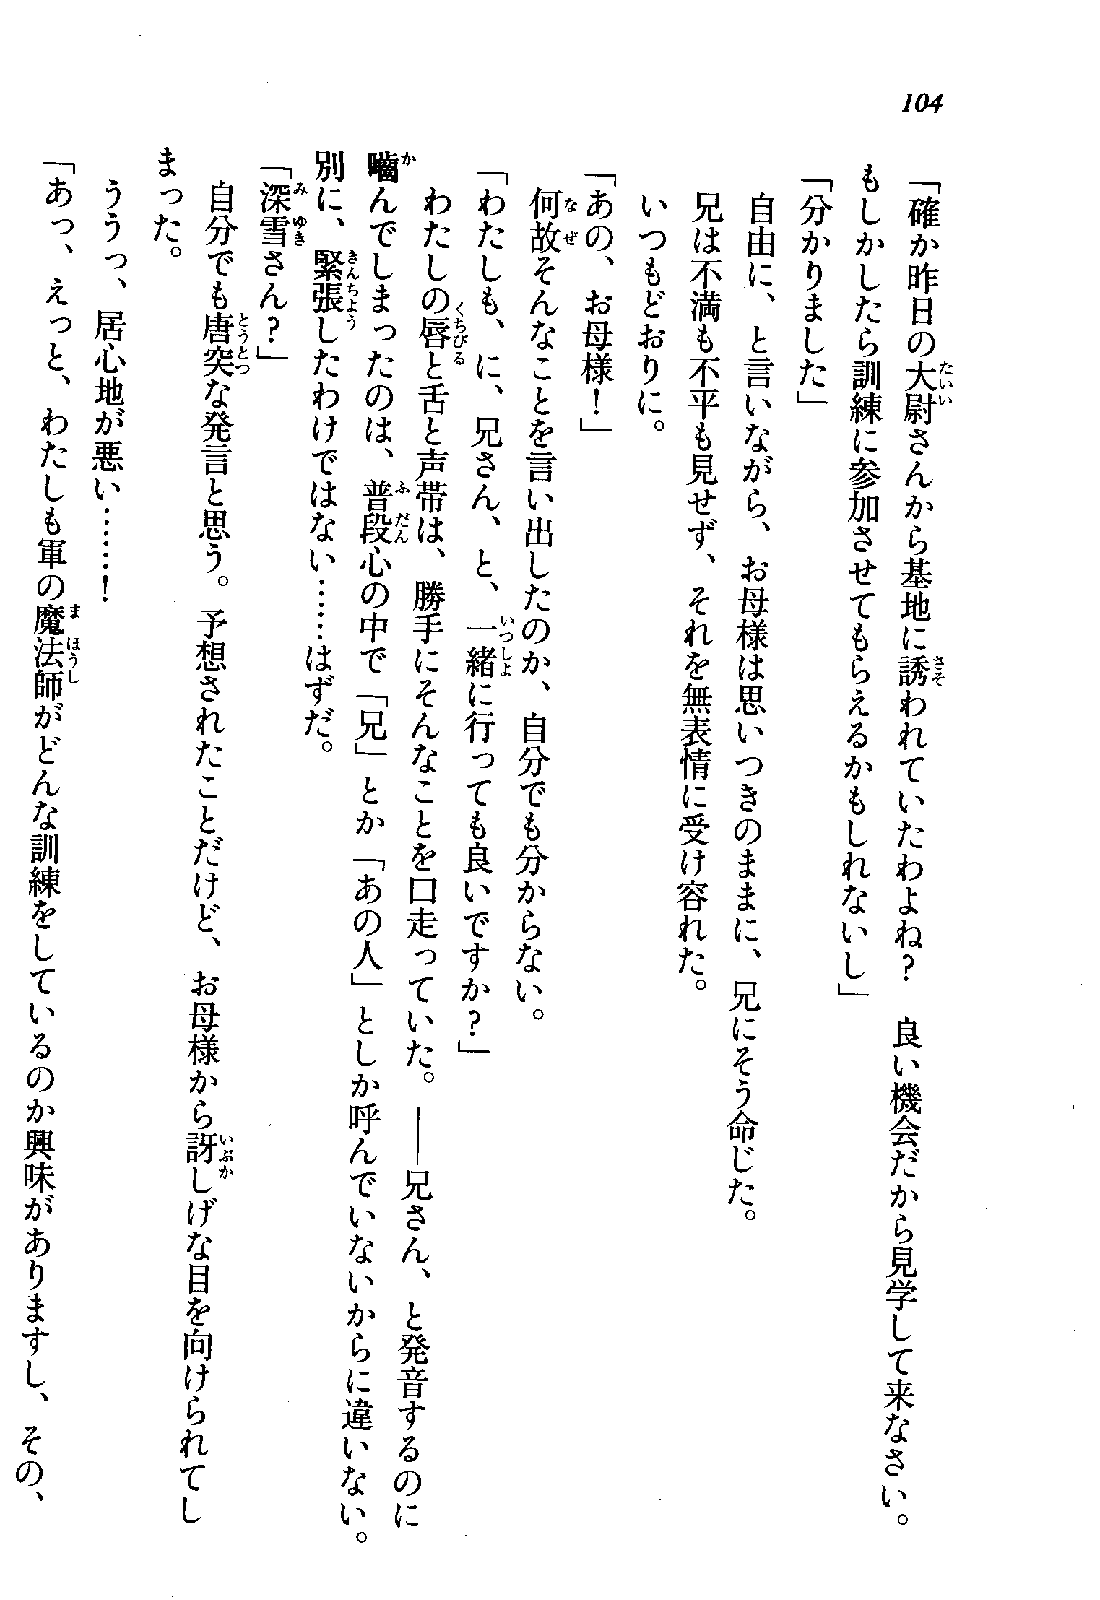 104
「確か昨日の大尉さんから基地に誘われていたわよね？　良い機会だから見学して来なさい。
もしかしたら訓練に参加させてもらえるかもしれないし」
「分かりました」
自由に、と言いながら、お母様は思いつきのままに、兄にそう命じた。
兄は不満も不平も見せず、それを無表情に受け容れた。
いつもどおりに。
「あの、お母様！」
何故そんなことを言い出したのか、自分でも分からない。
「わたしも、に、兄さん、と、一緒に行っても良いですか？」
わたしの唇と舌と声帯は、勝手にそんなことを口走っていた。――兄さん、と発音するのに
噛んでしまったのは、普段心の中で「兄」とか「あの人」としか呼んでいないからに違いない。
別に、緊張したわけではない……はずだ。
「深雪さん？」
自分でも唐突な発言と思う。予想されたことだけど、お母様から訝しげな目を向けられてし
まった。
ううっ、居心地が悪い……！
「あっ、えっと、わたしも軍の魔法師がどんな訓練をしているのか興味がありますし、その、